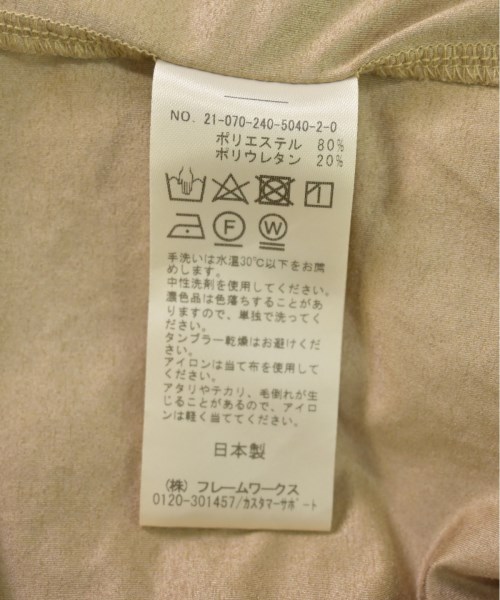 NO. 21-070-240-5040-2-0
ポリエステル 80%
ポリウレタン 20%
F W
手洗いは水温30℃以下をお薦
めします。
中性洗剤を使用してください。
濃色品は色落ちすることがあ
りますので、単独で洗ってく
ださい。
タンブラー乾燥はお避けくだ
さい。
アイロンは当て布を使用して
ください。
アタリやテカリ、毛倒れが生
じることがあるので、アイロ
ンは軽く当ててください。
日本製
(株) フレームワークス
0120-301457/カスタマーサポート